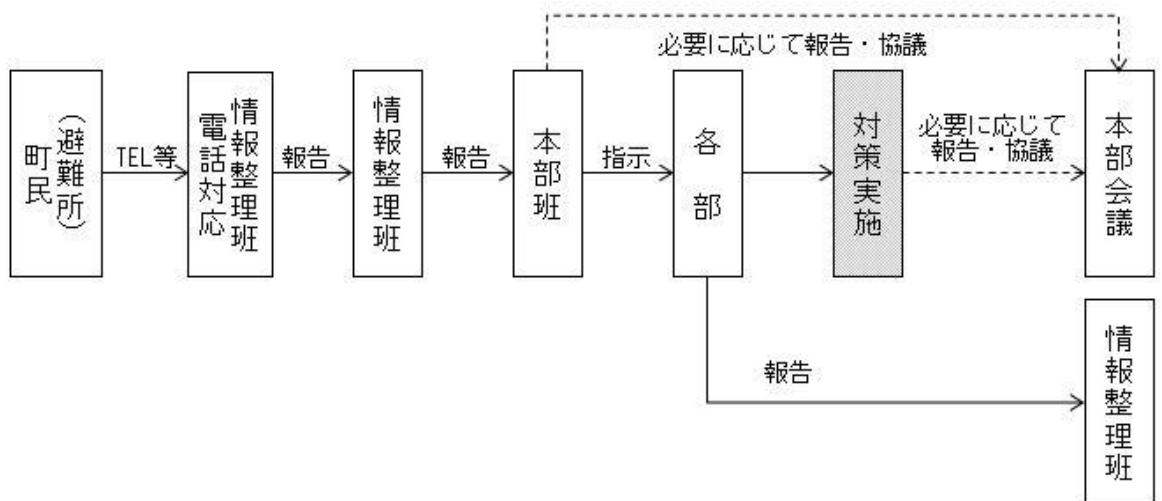 必要に応じて報告・協議
町民
(避難所)
TEL等
情報整理班
電話対応
報告
情報整理班
報告
本部班
指示
各部
対策実施
必要に応じて
報告・協議
本部会議
報告
情報整理班